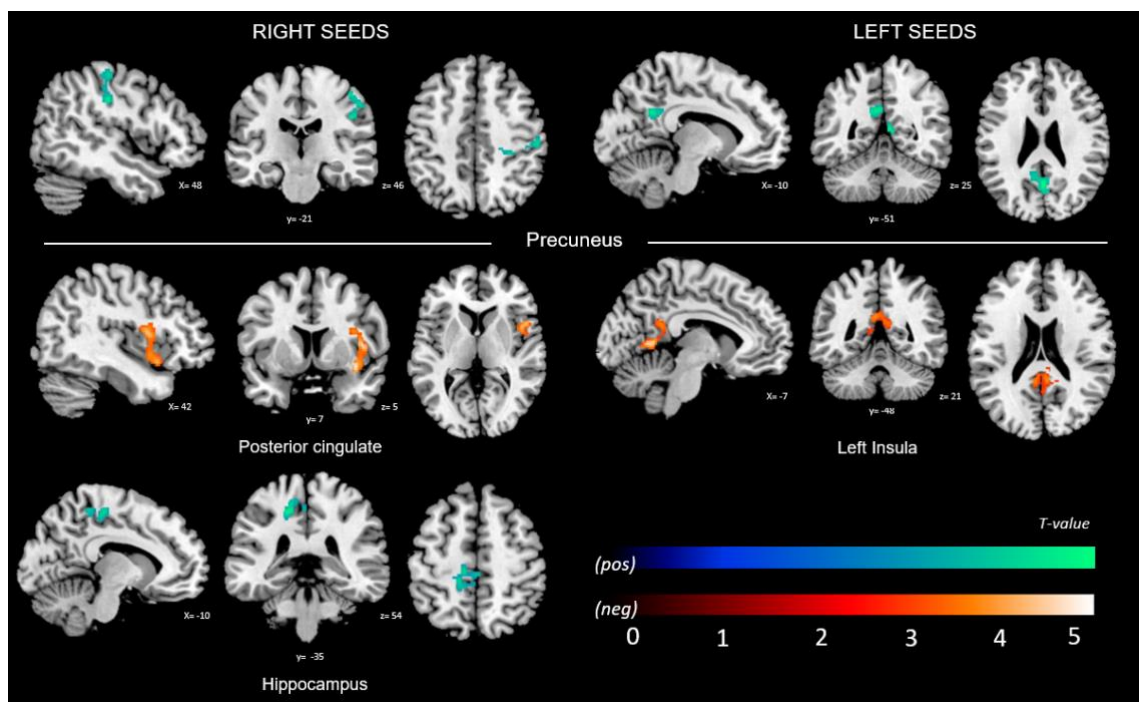 RIGHT SEEDS
LEFT SEEDS
X= 48
y= -21
z= 46
X= -10
y= -51
z= 25
Precuneus
X= 42
y= 7
z= 5
X= -7
y= -48
z= 21
Posterior cingulate
Left Insula
X= -10
y= -35
z= 54
Hippocampus
T-value
(pos)
(neg)
0 1 2 3 4 5